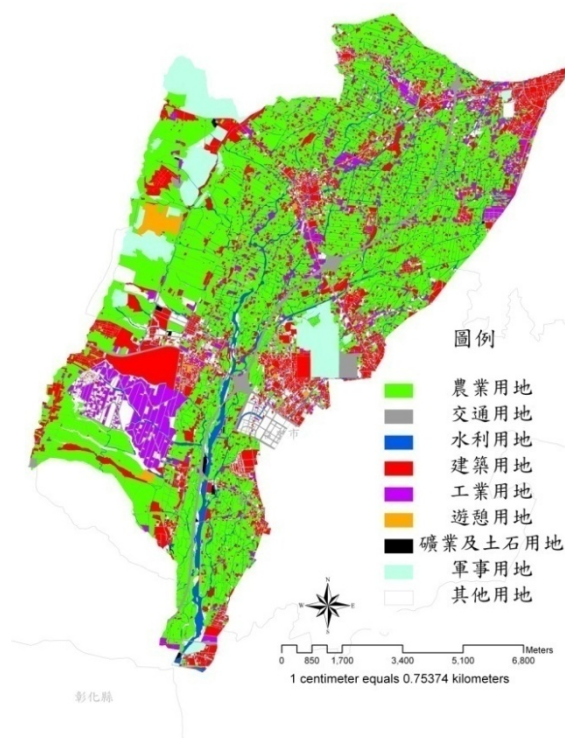 圖例
農業用地
交通用地
水利用地
建築用地
工業用地
遊憩用地
礦業及土石用地
軍事用地
其他用地
市
N
W E
S
Meters
0 850 1,700 3,400 5,100 6,800
1 centimeter equals 0.75374 kilometers
彰化縣